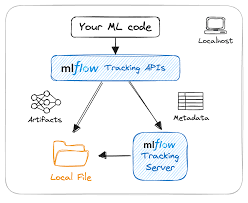 Your ML code
Localhost
mlflow Tracking APIs
Artifacts
Metadata
Local File
mlflow
Tracking
Server